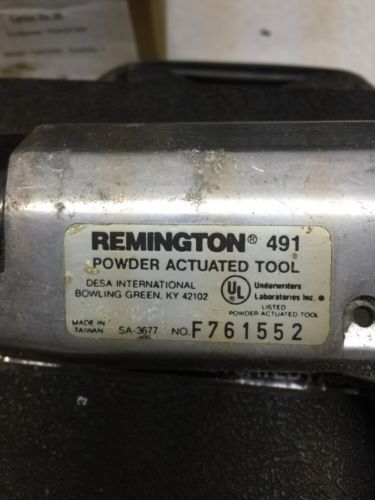 REMINGTON® 491
POWDER ACTUATED TOOL
DESA INTERNATIONAL
BOWLING GREEN, KY 42102
UL
Underwriters
Laboratories Inc.®
LISTED
POWDER ACTUATED TOOL
MADE IN
TAIWAN
SA-3677
NO. F761552